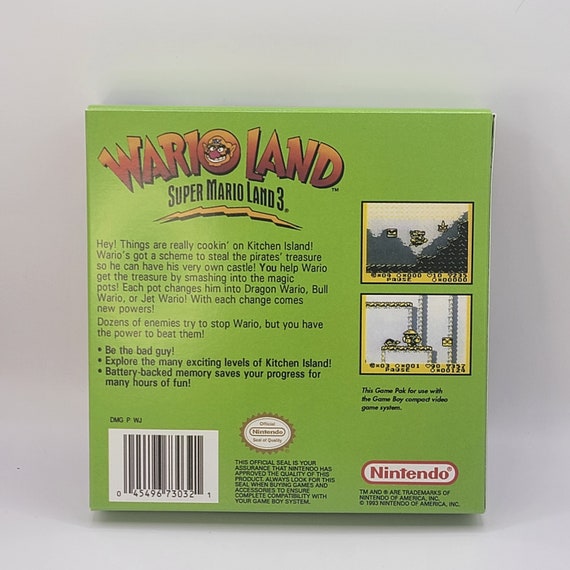 WARIO LAND
™
SUPER MARIO LAND 3®
Hey! Things are really cookin' on Kitchen Island!
Wario's got a scheme to steal the pirates' treasure
so he can have his very own castle! You help Wario
get the treasure by smashing into the magic
pots! Each pot changes him into Dragon Wario, Bull
Wario, or Jet Wario! With each change comes
new powers!
Dozens of enemies try to stop Wario, but you have
the power to beat them!
• Be the bad guy!
• Explore the many exciting levels of Kitchen Island!
• Battery-backed memory saves your progress for
many hours of fun!
PAUSE
PAUSE
This Game Pak for use with
the Game Boy compact video
game system.
DMG P WJ
0 45496 73032 1
Official
Nintendo
Seal of Quality
THIS OFFICIAL SEAL IS YOUR
ASSURANCE THAT NINTENDO HAS
APPROVED THE QUALITY OF THIS
PRODUCT. ALWAYS LOOK FOR THIS
SEAL WHEN BUYING GAMES AND
ACCESSORIES TO ENSURE
COMPLETE COMPATIBILITY WITH
YOUR GAME BOY SYSTEM.
Nintendo®
TM AND ® ARE TRADEMARKS OF
NINTENDO OF AMERICA, INC.
© 1993 NINTENDO OF AMERICA, INC.